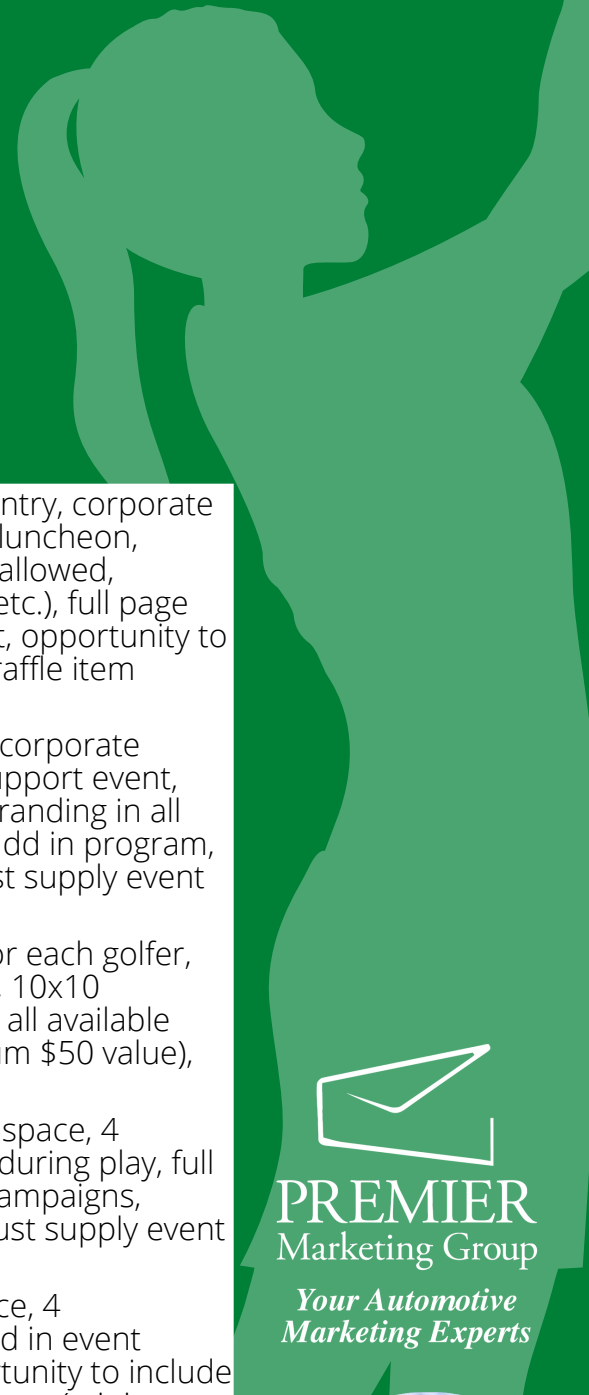 ntry, corporate
luncheon,
allowed,
etc.), full page
t, opportunity to
raffle item
corporate
upport event,
randing in all
dd in program,
st supply event
or each golfer,
10x10
all available
um $50 value),
space, 4
during play, full
ampaigns,
ust supply event
ce, 4
d in event
rtunity to include
PREMIER
Marketing Group
Your Automotive
Marketing Experts